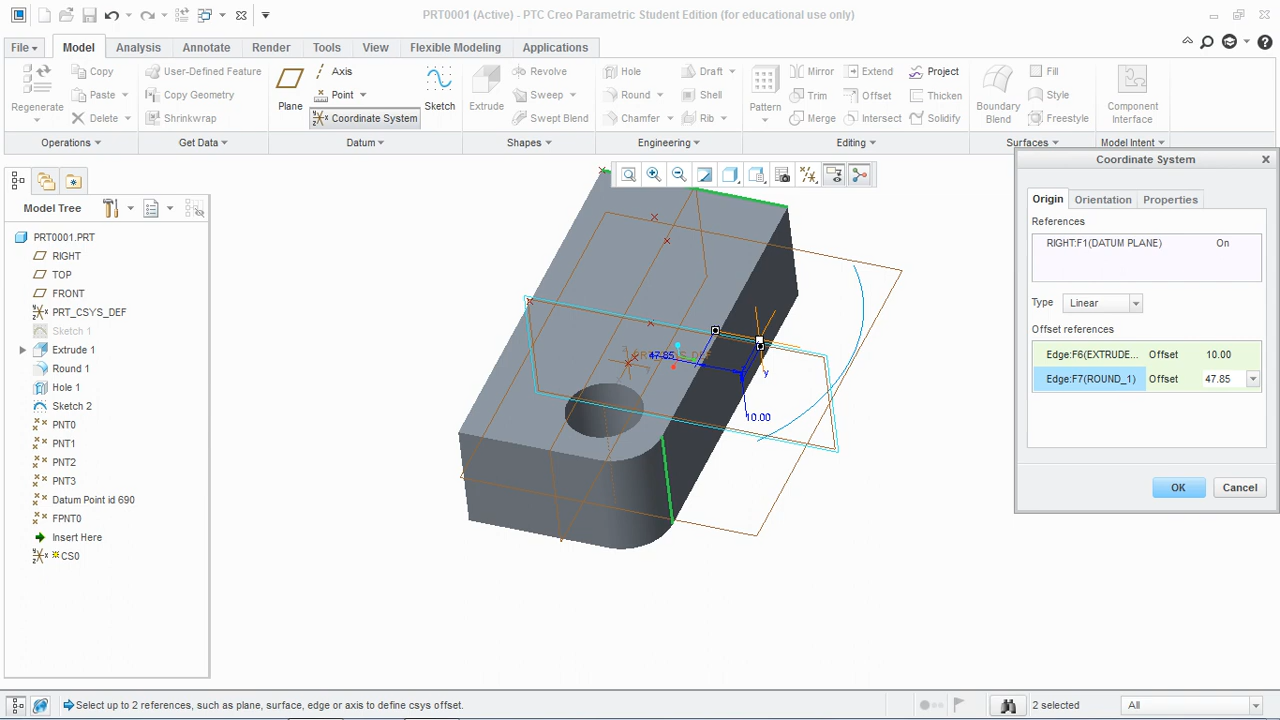 PRT0001 (Active) - PTC Creo Parametric Student Edition (for educational use only)
File Model Analysis Annotate Render Tools View Flexible Modeling Applications
Regenerate
Copy
Paste
Delete
User-Defined Feature
Copy Geometry
Shrinkwrap
Plane
Axis
Point
Coordinate System
Sketch
Extrude
Revolve
Sweep
Swept Blend
Hole
Round
Chamfer
Draft
Shell
Rib
Pattern
Mirror
Trim
Merge
Extend
Offset
Intersect
Project
Thicken
Solidify
Boundary
Blend
Fill
Style
Freestyle
Component
Interface
Operations Get Data Datum Shapes Engineering Editing Surfaces Model Intent
Model Tree
PRT0001.PRT
RIGHT
TOP
FRONT
PRT_CSYS_DEF
Sketch 1
Extrude 1
Round 1
Hole 1
Sketch 2
PNT0
PNT1
PNT2
PNT3
Datum Point id 690
FPNT0
Insert Here
CS0
47.85
10.00
y
Coordinate System
Origin Orientation Properties
References
RIGHT:F1(DATUM PLANE) On
Type Linear
Offset references
Edge:F6(EXTRUDE... Offset 10.00
Edge:F7(ROUND_1) Offset 47.85
OK Cancel
Select up to 2 references, such as plane, surface, edge or axis to define csys offset.
2 selected
All